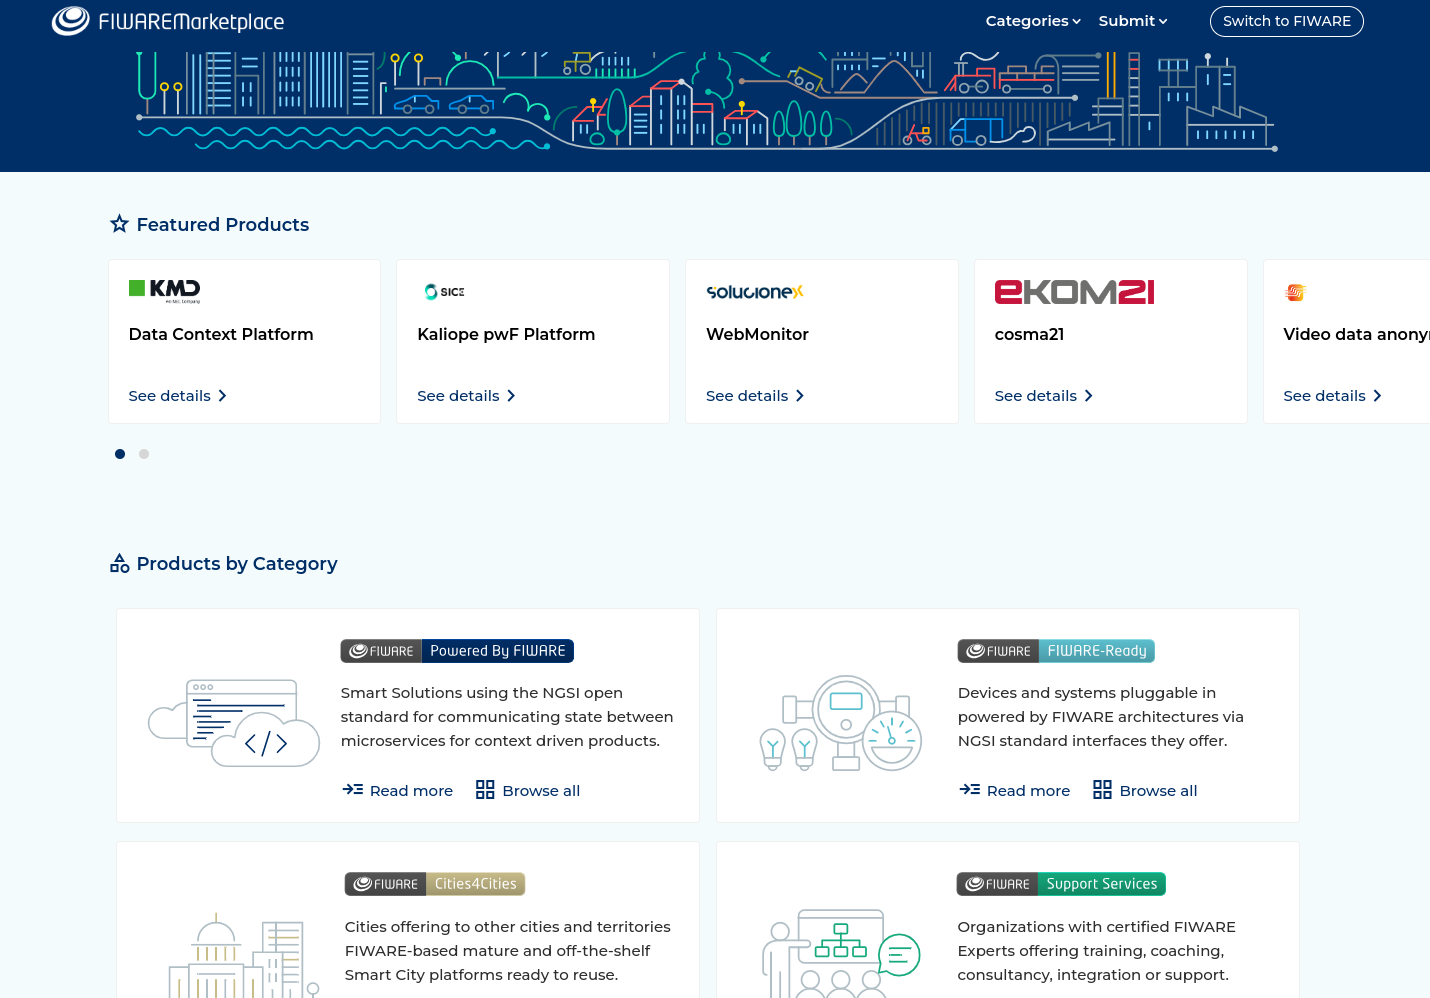 FIWAREMarketplace
Categories
Submit
Switch to FIWARE
Featured Products
KMD
AN NEC Company
SICE
solucionex
eKOM21
Data Context Platform
Kaliope pwF Platform
WebMonitor
cosma21
Video data anony
See details
See details
See details
See details
See details
Products by Category
FIWARE Powered By FIWARE
Smart Solutions using the NGSI open
standard for communicating state between
microservices for context driven products.
Read more
Browse all
FIWARE FIWARE-Ready
Devices and systems pluggable in
powered by FIWARE architectures via
NGSI standard interfaces they offer.
Read more
Browse all
FIWARE Cities4Cities
Cities offering to other cities and territories
FIWARE-based mature and off-the-shelf
Smart City platforms ready to reuse.
FIWARE Support Services
Organizations with certified FIWARE
Experts offering training, coaching,
consultancy, integration or support.